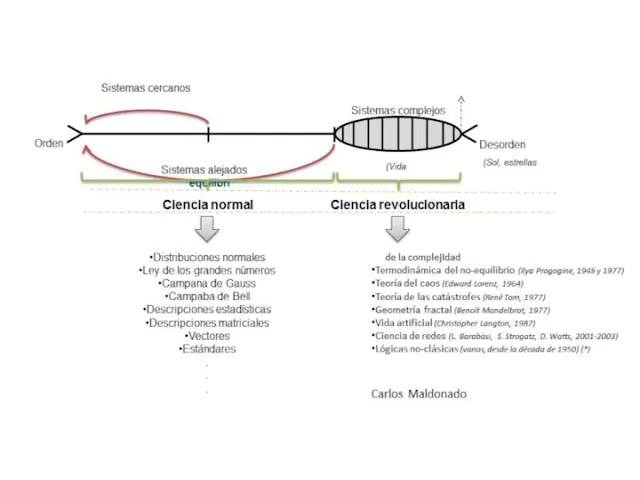 Sistemas cercanos
Sistemas complejos
Orden
Desorden
Sistemas alejados
equilibri
(Vida
(Sol, estrellas
Ciencia normal
Ciencia revolucionaria
•Distribuciones normales
•Ley de los grandes números
•Campana de Gauss
•Campaba de Bell
•Descripciones estadísticas
•Descripciones matriciales
•Vectores
•Estándares
.
.
.
de la complejidad
•Termodinámica del no-equilibrio (Ilya Progogine, 1945 y 1977)
•Teoría del caos (Edward Lorenz, 1964)
•Teoría de las catástrofes (René Tom, 1977)
•Geometría fractal (Benoît Mandelbrot, 1977)
•Vida artificial (Christopher Langton, 1987)
•Ciencia de redes (L. Barabási, S. Strogatz, D. Watts, 2001-2003)
•Lógicas no-clásicas (varios, desde la década de 1950) (*)
Carlos Maldonado